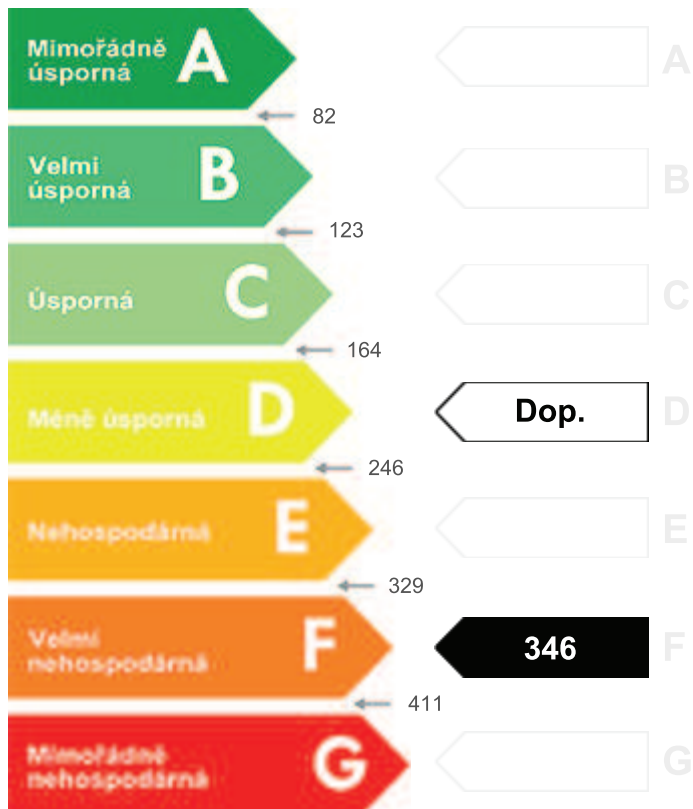 Mimořádně
úsporná
A
A
82
Velmi
úsporná
B
B
123
Úsporná
C
C
164
Méně úsporná
D
Dop.
D
246
Nehospodárná
E
E
329
Velmi
nehospodárná
F
346
F
411
Mimořádně
nehospodárná
G
G